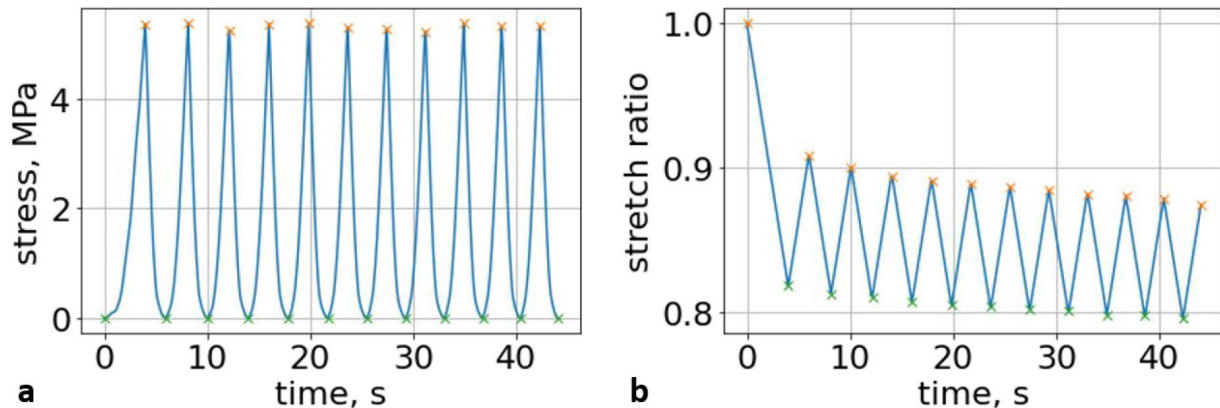 stress, MPa
4
2
0
0 10 20 30 40
time, s
a
stretch ratio
1.0
0.9
0.8
0 10 20 30 40
time, s
b